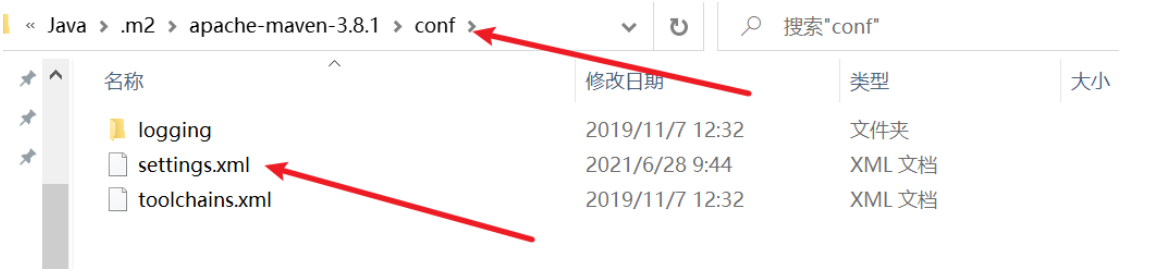 « Java > .m2 > apache-maven-3.8.1 > conf > 搜索"conf"
名称 修改日期 类型 大小
logging 2019/11/7 12:32 文件夹
settings.xml 2021/6/28 9:44 XML 文档
toolchains.xml 2019/11/7 12:32 XML 文档